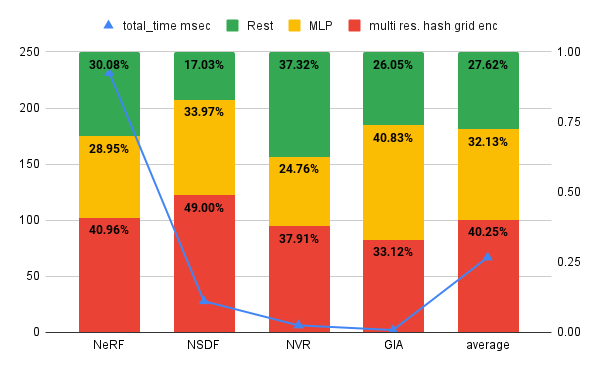 total_time msec Rest MLP multi res. hash grid enc
250 1.00
30.08% 17.03% 37.32% 26.05% 27.62%
200 0.75
33.97%
40.83% 32.13%
28.95%
150 24.76% 0.50
49.00%
100 40.96% 37.91% 33.12% 40.25%
50 0.25
0 0.00
NeRF NSDF NVR GIA average